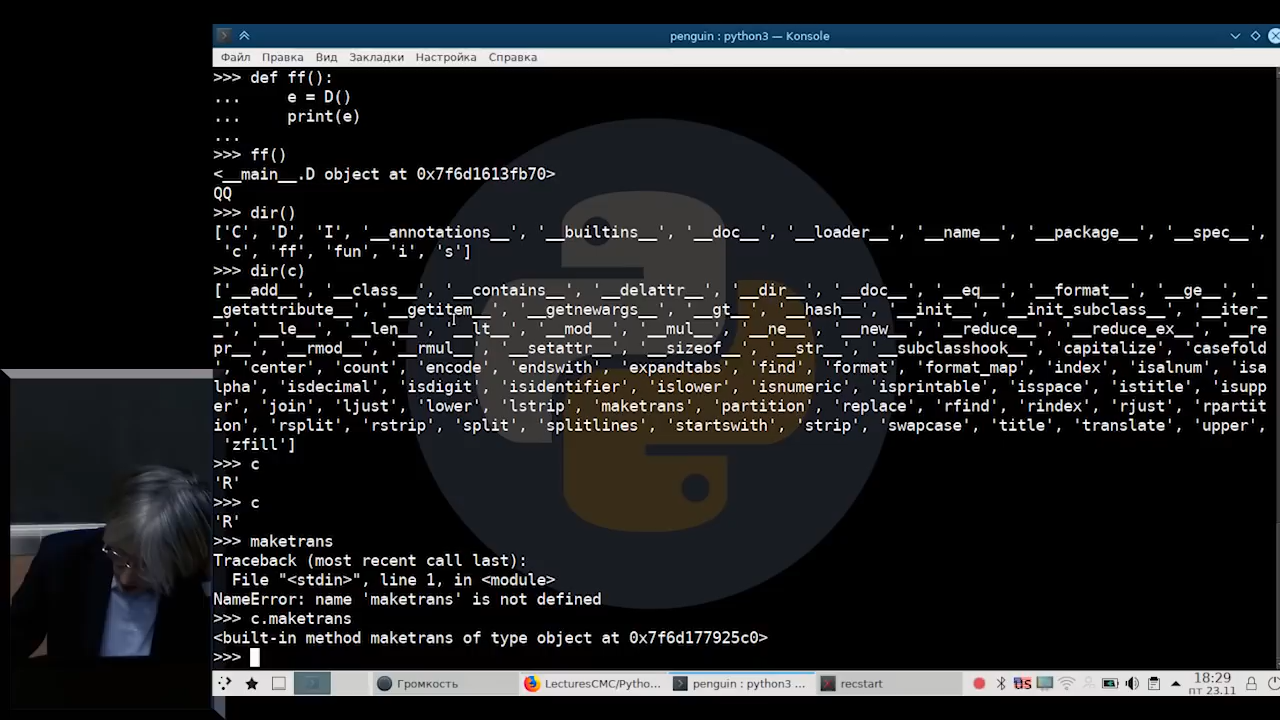 penguin : python3 — Konsole
Файл Правка Вид Закладки Настройка Справка
>>> def ff():
...     e = D()
...     print(e)
...
>>> ff()
<__main__.D object at 0x7f6d1613fb70>
QQ
>>> dir()
['C', 'D', 'I', '__annotations__', '__builtins__', '__doc__', '__loader__', '__name__', '__package__', '__spec__',
 'c', 'ff', 'fun', 'i', 's']
>>> dir(c)
['__add__', '__class__', '__contains__', '__delattr__', '__dir__', '__doc__', '__eq__', '__format__', '__ge__', '_
_getattribute__', '__getitem__', '__getnewargs__', '__gt__', '__hash__', '__init__', '__init_subclass__', '__iter_
_', '__le__', '__len__', '__lt__', '__mod__', '__mul__', '__ne__', '__new__', '__reduce__', '__reduce_ex__', '__re
pr__', '__rmod__', '__rmul__', '__setattr__', '__sizeof__', '__str__', '__subclasshook__', 'capitalize', 'casefold
', 'center', 'count', 'encode', 'endswith', 'expandtabs', 'find', 'format', 'format_map', 'index', 'isalnum', 'isa
lpha', 'isdecimal', 'isdigit', 'isidentifier', 'islower', 'isnumeric', 'isprintable', 'isspace', 'istitle', 'isupp
er', 'join', 'ljust', 'lower', 'lstrip', 'maketrans', 'partition', 'replace', 'rfind', 'rindex', 'rjust', 'rpartit
ion', 'rsplit', 'rstrip', 'split', 'splitlines', 'startswith', 'strip', 'swapcase', 'title', 'translate', 'upper',
 'zfill']
>>> c
'R'
>>> c
'R'
>>> maketrans
Traceback (most recent call last):
  File "<stdin>", line 1, in <module>
NameError: name 'maketrans' is not defined
>>> c.maketrans
<built-in method maketrans of type object at 0x7f6d177925c0>
>>>
Громкость LecturesCMC/Pytho... penguin : python3 ... recstart us 18:29
пт 23.11